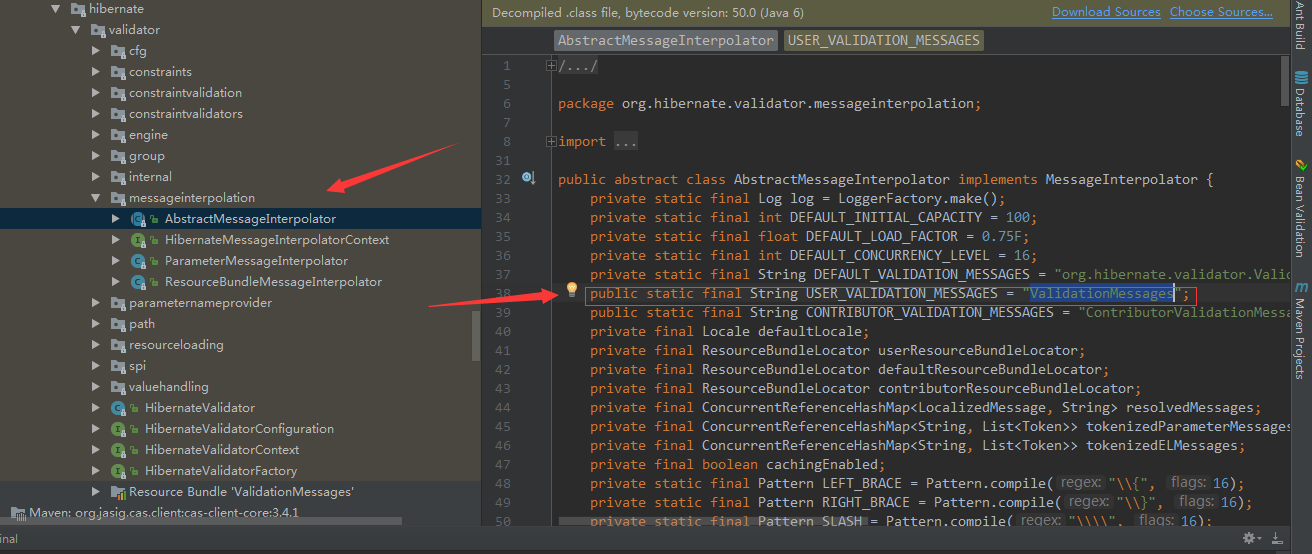 hibernate
validator
cfg
constraints
constraintvalidation
constraintvalidators
engine
group
internal
messageinterpolation
AbstractMessageInterpolator
HibernateMessageInterpolatorContext
ParameterMessageInterpolator
ResourceBundleMessageInterpolator
parameternameprovider
path
resourceloading
spi
valuehandling
HibernateValidator
HibernateValidatorConfiguration
HibernateValidatorContext
HibernateValidatorFactory
Resource Bundle 'ValidationMessages'
Maven: org.jasig.cas.client:cas-client-core:3.4.1
inal
Decompiled .class file, bytecode version: 50.0 (Java 6) Download Sources Choose Sources...
AbstractMessageInterpolator USER_VALIDATION_MESSAGES
1 /.../
5
6 package org.hibernate.validator.messageinterpolation;
7
8 import ...
31
32 public abstract class AbstractMessageInterpolator implements MessageInterpolator {
33 private static final Log log = LoggerFactory.make();
34 private static final int DEFAULT_INITIAL_CAPACITY = 100;
35 private static final float DEFAULT_LOAD_FACTOR = 0.75F;
36 private static final int DEFAULT_CONCURRENCY_LEVEL = 16;
37 private static final String DEFAULT_VALIDATION_MESSAGES = "org.hibernate.validator.Vali
38 public static final String USER_VALIDATION_MESSAGES = "ValidationMessages";
39 public static final String CONTRIBUTOR_VALIDATION_MESSAGES = "ContributorValidationMessa
40 private final Locale defaultLocale;
41 private final ResourceBundleLocator userResourceBundleLocator;
42 private final ResourceBundleLocator defaultResourceBundleLocator;
43 private final ResourceBundleLocator contributorResourceBundleLocator;
44 private final ConcurrentReferenceHashMap<LocalizedMessage, String> resolvedMessages;
45 private final ConcurrentReferenceHashMap<String, List<Token>> tokenizedParameterMessages
46 private final ConcurrentReferenceHashMap<String, List<Token>> tokenizedELMessages;
47 private final boolean cachingEnabled;
48 private static final Pattern LEFT_BRACE = Pattern.compile( regex: "\\{", flags: 16);
49 private static final Pattern RIGHT_BRACE = Pattern.compile( regex: "\\}", flags: 16);
50 private static final Pattern SLASH = Pattern.compile( regex: "\\\\", flags: 16);
Ant Build
Database
Bean Validation
Maven Projects